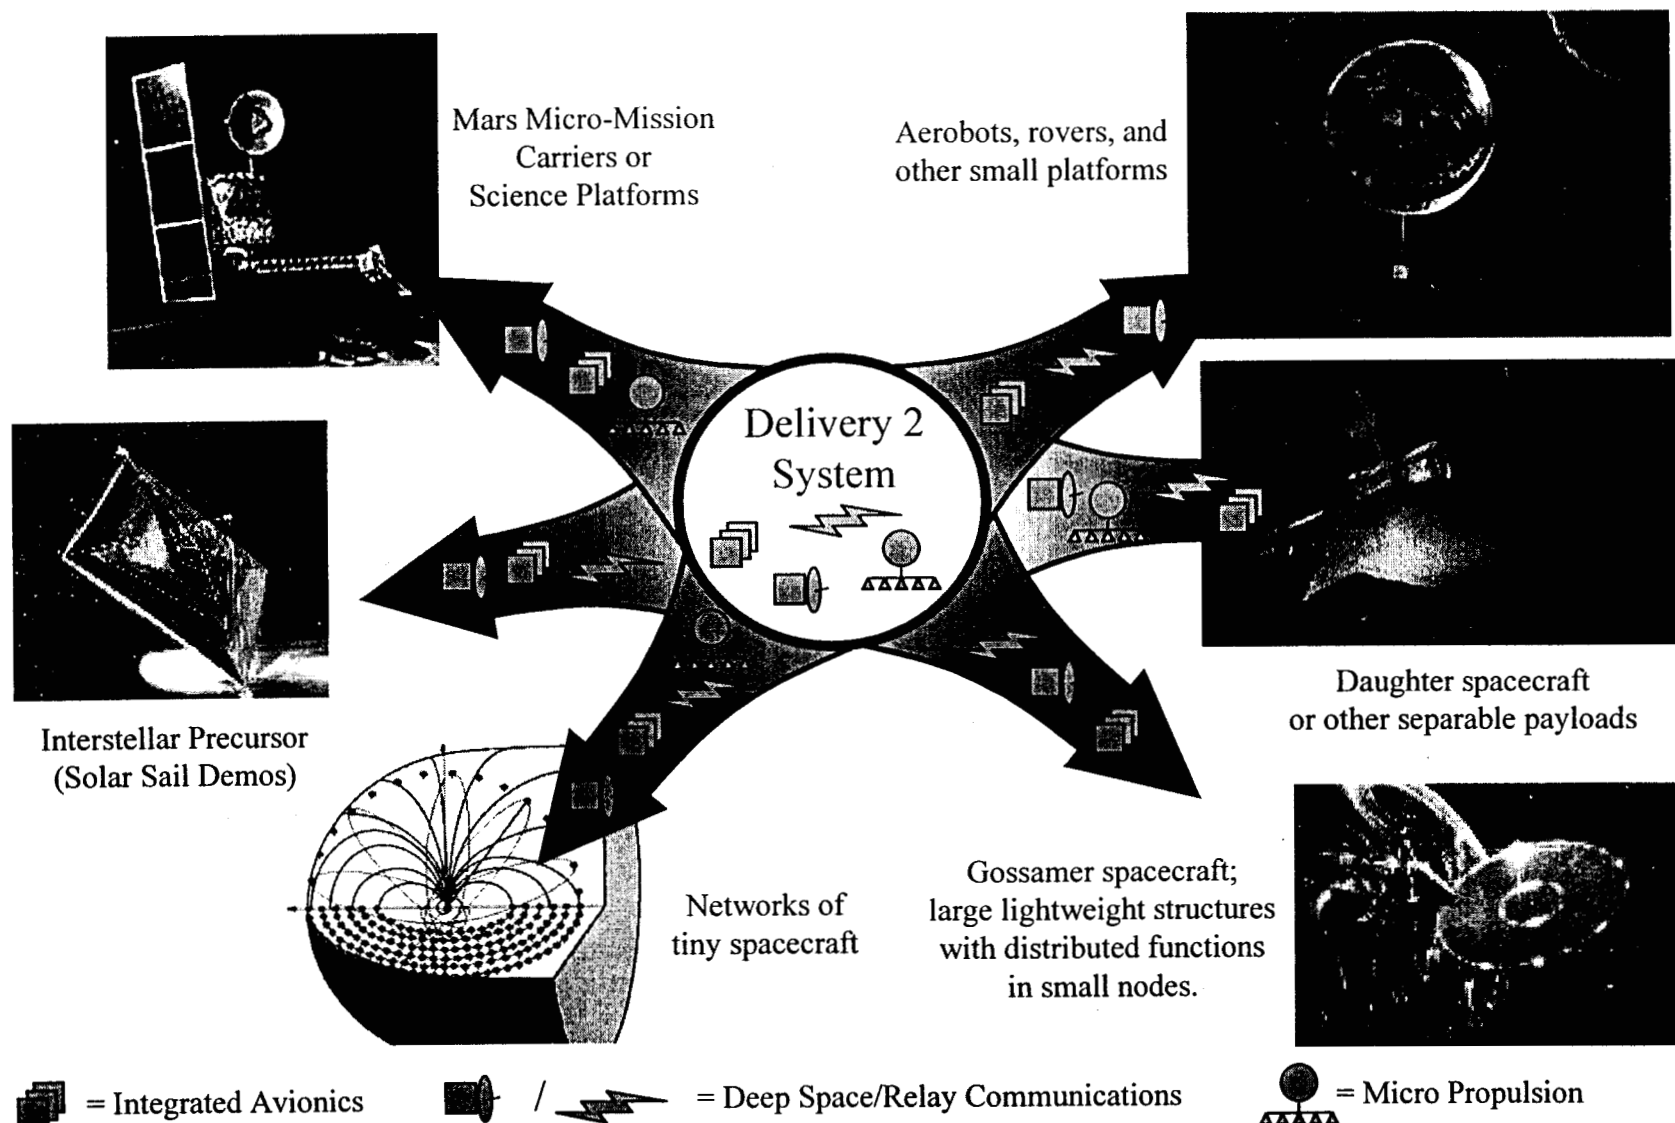 Mars Micro-Mission
Carriers or
Science Platforms
Aerobots, rovers, and
other small platforms
Delivery 2
System
Interstellar Precursor
(Solar Sail Demos)
Daughter spacecraft
or other separable payloads
Networks of
tiny spacecraft
Gossamer spacecraft;
large lightweight structures
with distributed functions
in small nodes.
= Integrated Avionics
/
= Deep Space/Relay Communications
= Micro Propulsion